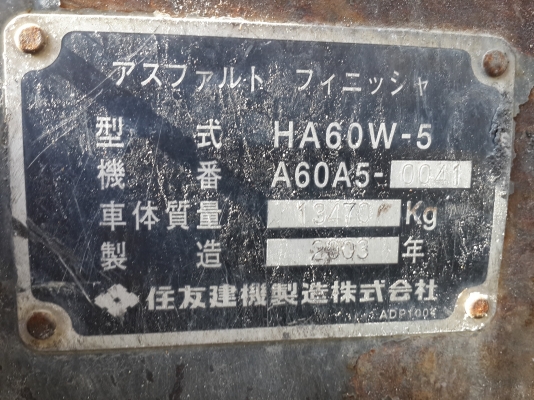 アスファルト フィニッシャ
型式 HA60W-5
機番 A60A5-0041
車体質量 13470 Kg
製造 2003 年
住友建機製造株式会社